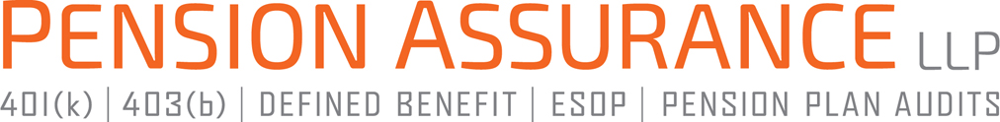 PENSION ASSURANCE LLP
401(k) | 403(b) | DEFINED BENEFIT | ESOP | PENSION PLAN AUDITS